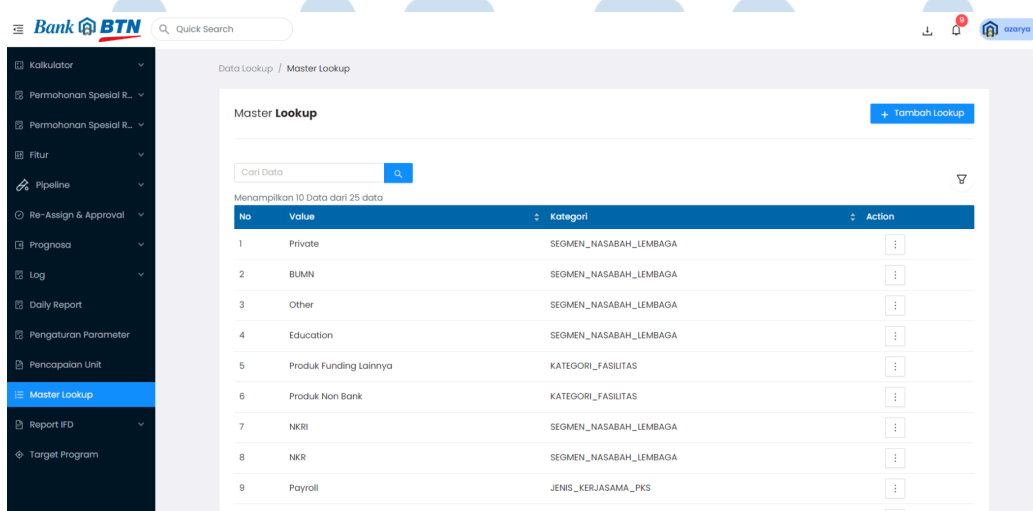 Bank BTN Quick Search 9 azarya
Kalkulator
Permohonan Spesial R...
Permohonan Spesial R...
Fitur
Pipeline
Re-Assign & Approval
Prognosa
Log
Daily Report
Pengaturan Parameter
Pencapaian Unit
Master Lookup
Report IFD
Target Program
Data Lookup / Master Lookup
Master Lookup + Tambah Lookup
Cari Data
Menampilkan 10 Data dari 25 data
No Value Kategori Action
1 Private SEGMEN_NASABAH_LEMBAGA
2 BUMN SEGMEN_NASABAH_LEMBAGA
3 Other SEGMEN_NASABAH_LEMBAGA
4 Education SEGMEN_NASABAH_LEMBAGA
5 Produk Funding Lainnya KATEGORI_FASILITAS
6 Produk Non Bank KATEGORI_FASILITAS
7 NKRI SEGMEN_NASABAH_LEMBAGA
8 NKR SEGMEN_NASABAH_LEMBAGA
9 Payroll JENIS_KERJASAMA_PKS